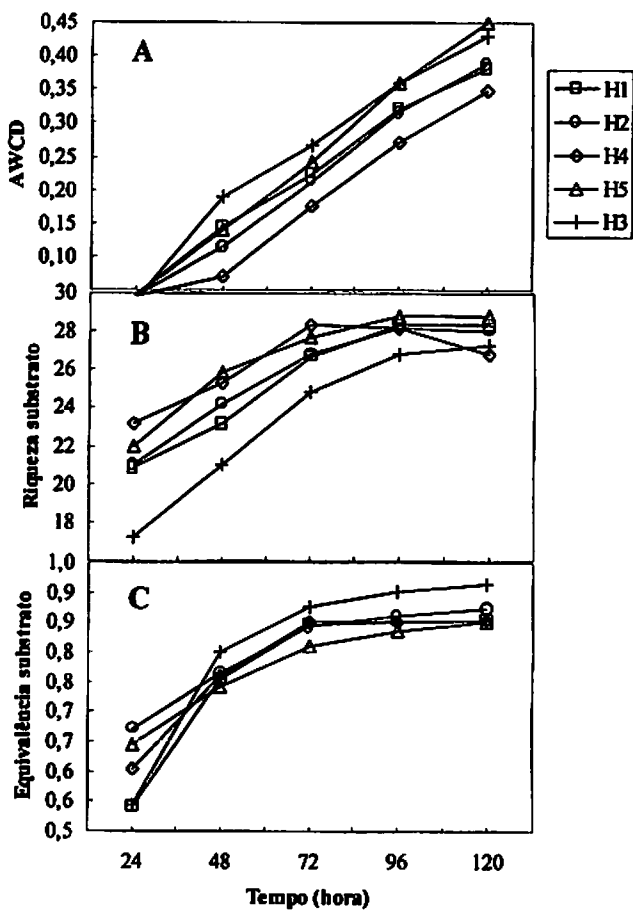 0,45
A
0,40
0,35
0,30
0,25
0,20
0,15
0,10
AWCD
H1
H2
H4
H5
H3
30
B
28
26
24
22
20
18
Riqueza substrato
1,0
C
0,9
0,9
0,8
0,8
0,7
0,7
0,6
0,6
0,5
Equivalência substrato
24 48 72 96 120
Tempo (hora)